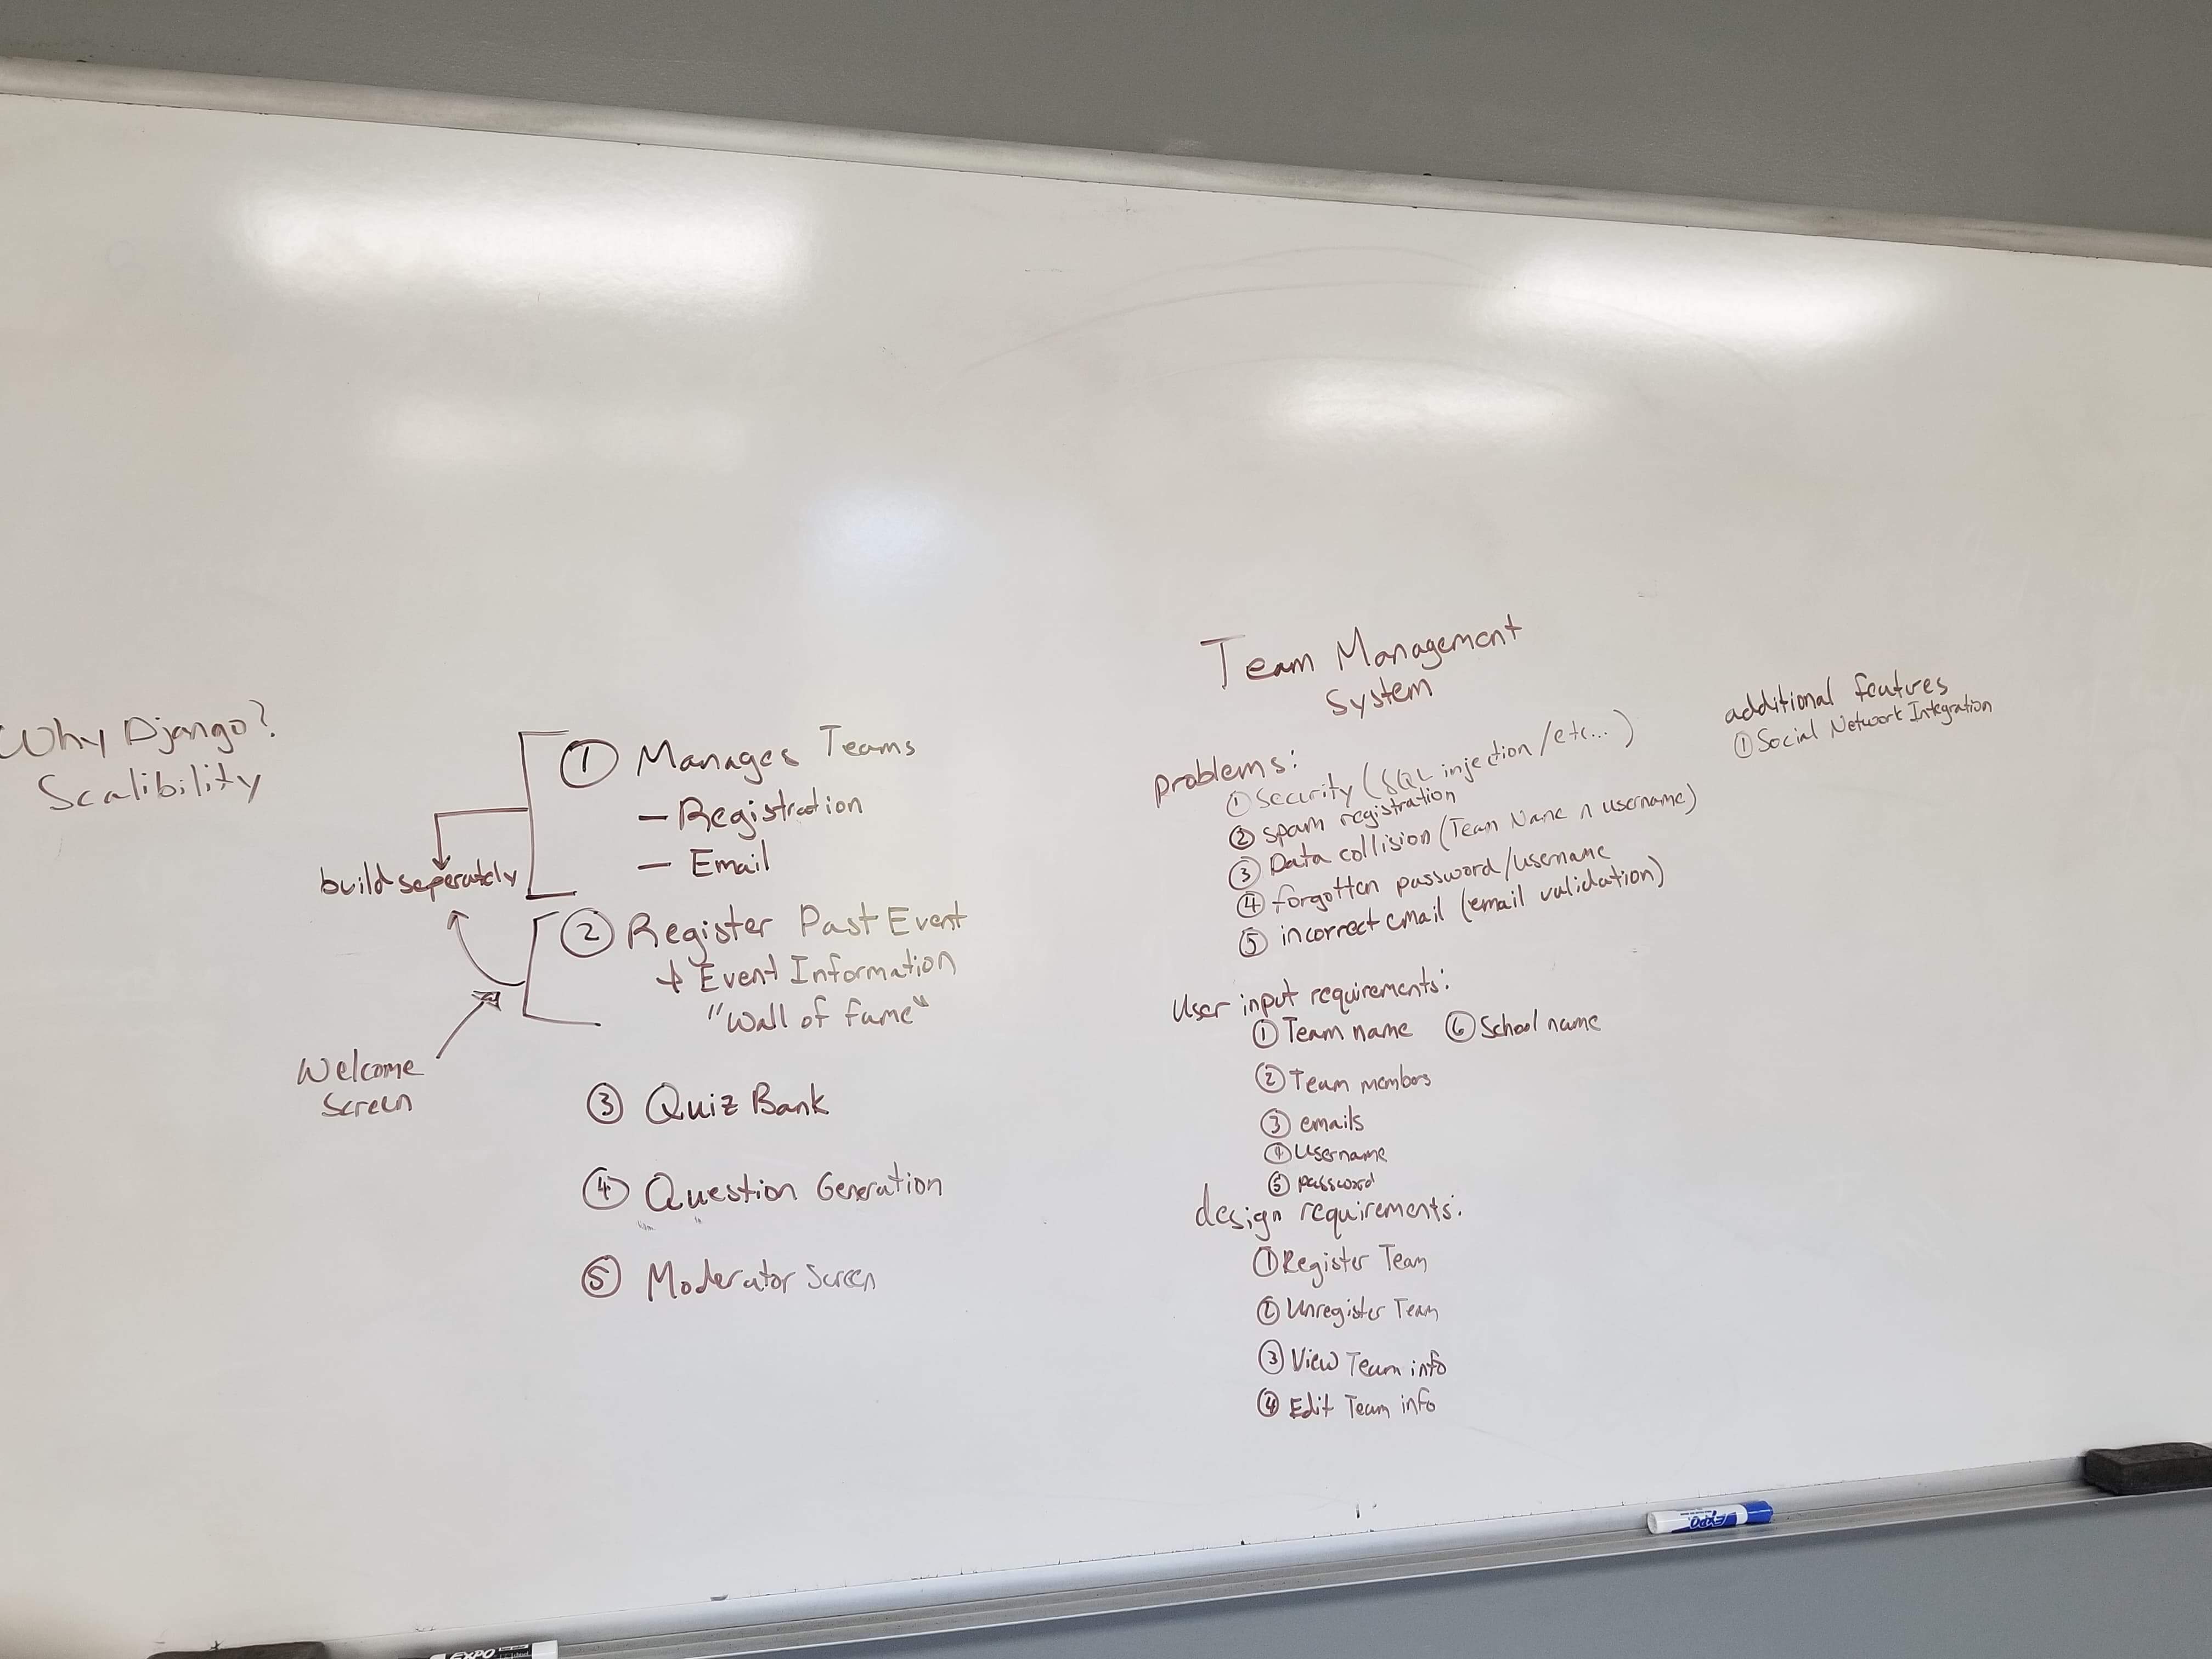 Why Django?
Scalibility
① Manages Teams
— Registration
— Email
build seperately
② Register Past Event
+ Event Information
"Wall of fame"
Welcome
Screen
③ Quiz Bank
④ Question Generation
⑤ Moderator Screen
Team Management
System
problems:
① Security (SQL injection/etc...)
② spam registration
③ Data collision (Team Name ∩ username)
④ forgotten password/username
⑤ incorrect email (email validation)
User input requirements:
① Team name ⑥ School name
② Team members
③ emails
④ Username
⑤ password
design requirements:
① Register Team
② Unregister Team
③ View Team info
④ Edit Team info
additional features
① Social Network Integration
EXPO
EXPO